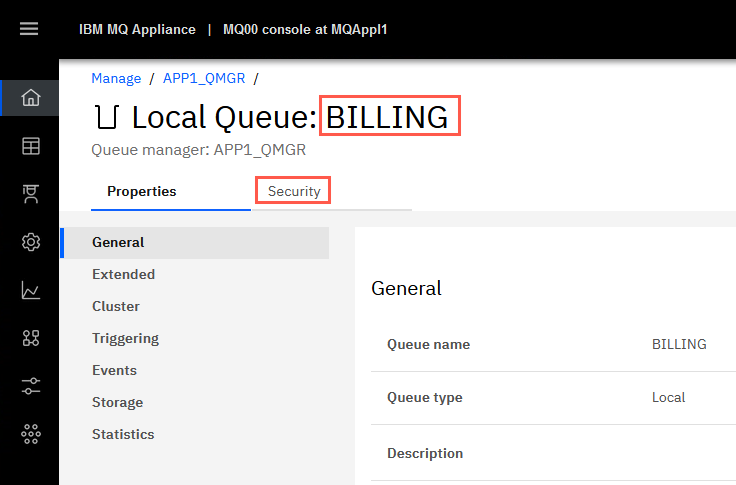 IBM MQ Appliance | MQ00 console at MQAppl1
Manage / APP1_QMGR /
Local Queue: BILLING
Queue manager: APP1_QMGR
Properties Security
General
Extended
Cluster
Triggering
Events
Storage
Statistics
General
Queue name BILLING
Queue type Local
Description